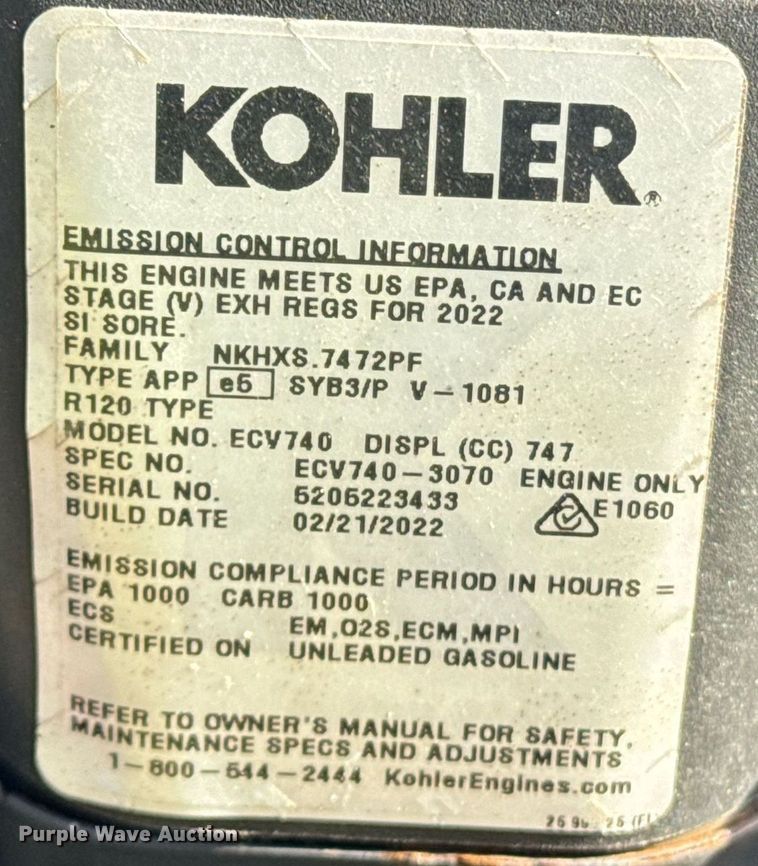 KOHLER®
EMISSION CONTROL INFORMATION
THIS ENGINE MEETS US EPA, CA AND EC
STAGE (V) EXH REGS FOR 2022
SI SORE.
FAMILY NKHXS.7472PF
TYPE APP e5 SYB3/P V-1081
R120 TYPE
MODEL NO. ECV740 DISPL (CC) 747
SPEC NO. ECV740-3070 ENGINE ONLY
SERIAL NO. 5205223433 E1060
BUILD DATE 02/21/2022
EMISSION COMPLIANCE PERIOD IN HOURS =
EPA 1000 CARB 1000
ECS EM,O2S,ECM,MPI
CERTIFIED ON UNLEADED GASOLINE
REFER TO OWNER'S MANUAL FOR SAFETY,
MAINTENANCE SPECS AND ADJUSTMENTS
1-800-544-2444 KohlerEngines.com
Purple Wave Auction